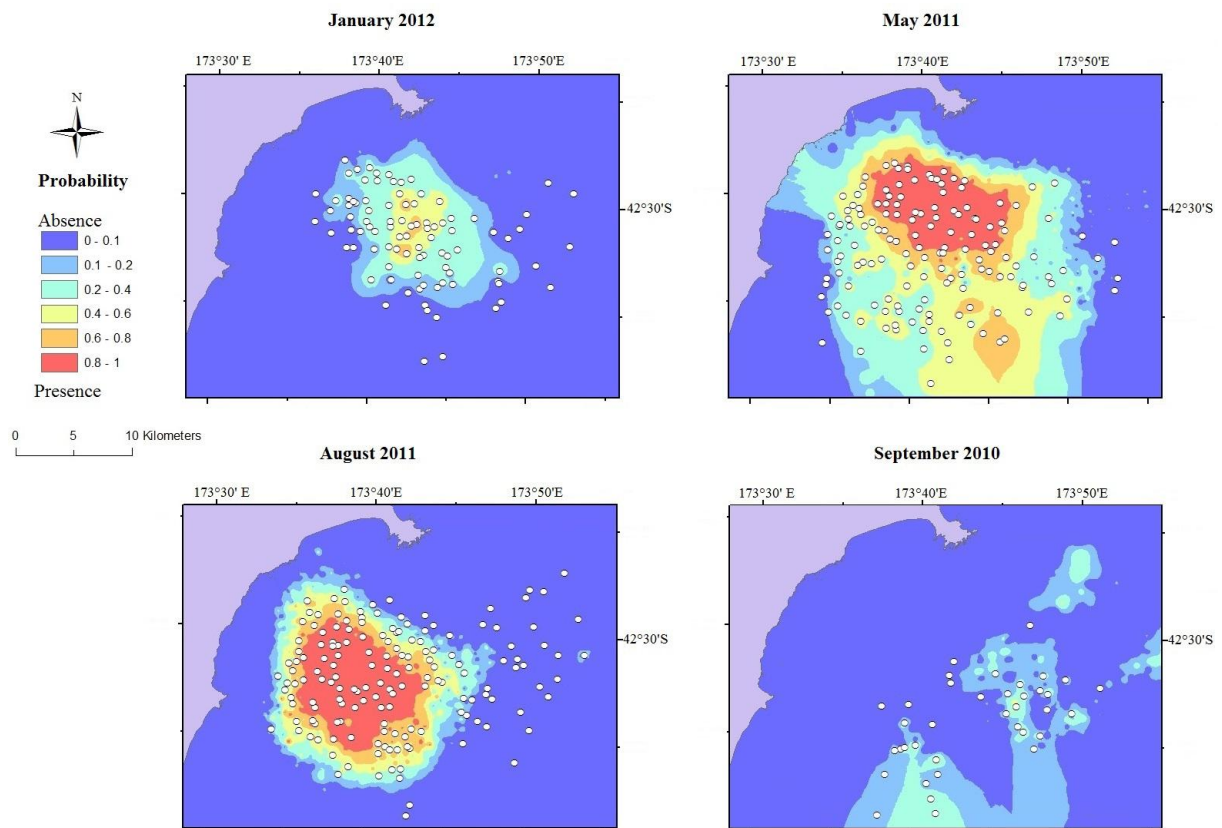 January 2012
May 2011
173°30' E 173°40'E 173°50'E
173°30'E 173°40'E 173°50'E
N
Probability
Absence
0 - 0.1
0.1 - 0.2
0.2 - 0.4
0.4 - 0.6
0.6 - 0.8
0.8 - 1
Presence
42°30'S
42°30'S
0 5 10 Kilometers
August 2011
September 2010
173°30' E 173°40'E 173°50'E
173°30'E 173°40'E 173°50'E
42°30'S
42°30'S